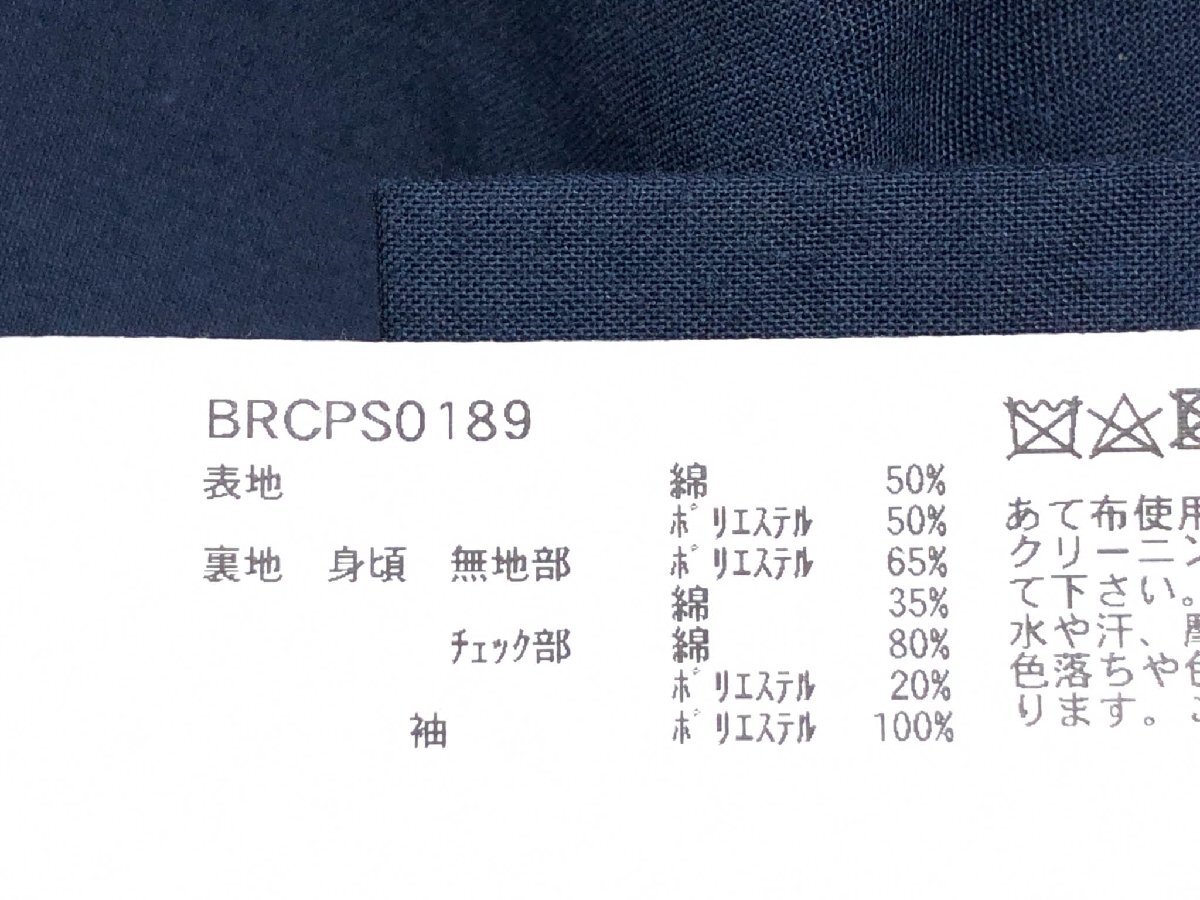 BRCPS0189
表地 綿 50%
ポリエステル 50%
裏地 身頃 無地部 ポリエステル 65%
綿 35%
チェック部 綿 80%
ポリエステル 20%
袖 ポリエステル 100%
あて布使用
クリーニン
て下さい。
水や汗、摩
色落ちや色
ります。こ